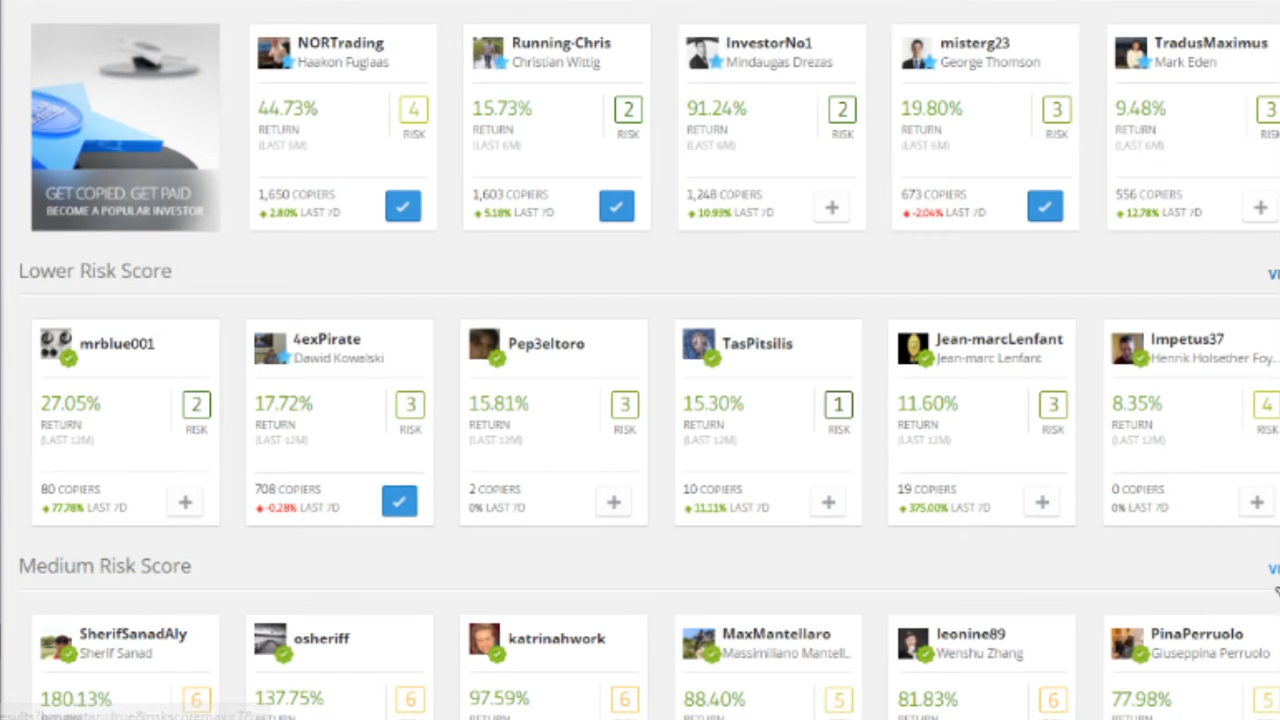 NORTrading
Haakon Fuglaas
44.73%
4
RETURN
RISK
(LAST 6M)
1,650 COPIERS
2.80% LAST 7D
Running-Chris
Christian Wittig
15.73%
2
RETURN
RISK
(LAST 6M)
1,603 COPIERS
5.18% LAST 7D
InvestorNo1
Mindaugas Drezas
91.24%
2
RETURN
RISK
(LAST 6M)
1,248 COPIERS
10.93% LAST 7D
misterg23
George Thomson
19.80%
3
RETURN
RISK
(LAST 6M)
673 COPIERS
-2.04% LAST 7D
TradusMaximus
Mark Eden
9.48%
3
RETURN
(LAST 6M)
556 COPIERS
12.78% LAST 7D
GET COPIED. GET PAID
BECOME A POPULAR INVESTOR
Lower Risk Score
mrblue001
27.05%
2
RETURN
RISK
(LAST 12M)
80 COPIERS
77.78% LAST 7D
4exPirate
Dawid Kowalski
17.72%
3
RETURN
RISK
(LAST 12M)
708 COPIERS
-0.28% LAST 7D
Pep3eltoro
15.81%
3
RETURN
RISK
(LAST 12M)
2 COPIERS
0% LAST 7D
TasPitsilis
15.30%
1
RETURN
RISK
(LAST 12M)
10 COPIERS
11.11% LAST 7D
Jean-marcLenfant
Jean-marc Lenfant
11.60%
3
RETURN
RISK
(LAST 12M)
19 COPIERS
375.00% LAST 7D
Impetus37
Henrik Holsether Foy...
8.35%
4
RETURN
RISK
(LAST 12M)
0 COPIERS
0% LAST 7D
Medium Risk Score
SherifSanadAly
Sherif Sanad
180.13%
6
osheriff
137.75%
6
RETURN
katrinahwork
97.59%
6
RETURN
MaxMantellaro
Massimiliano Mantell..
88.40%
5
leonine89
Wenshu Zhang
81.83%
6
PinaPerruolo
Giuseppina Perruolo
77.98%
5